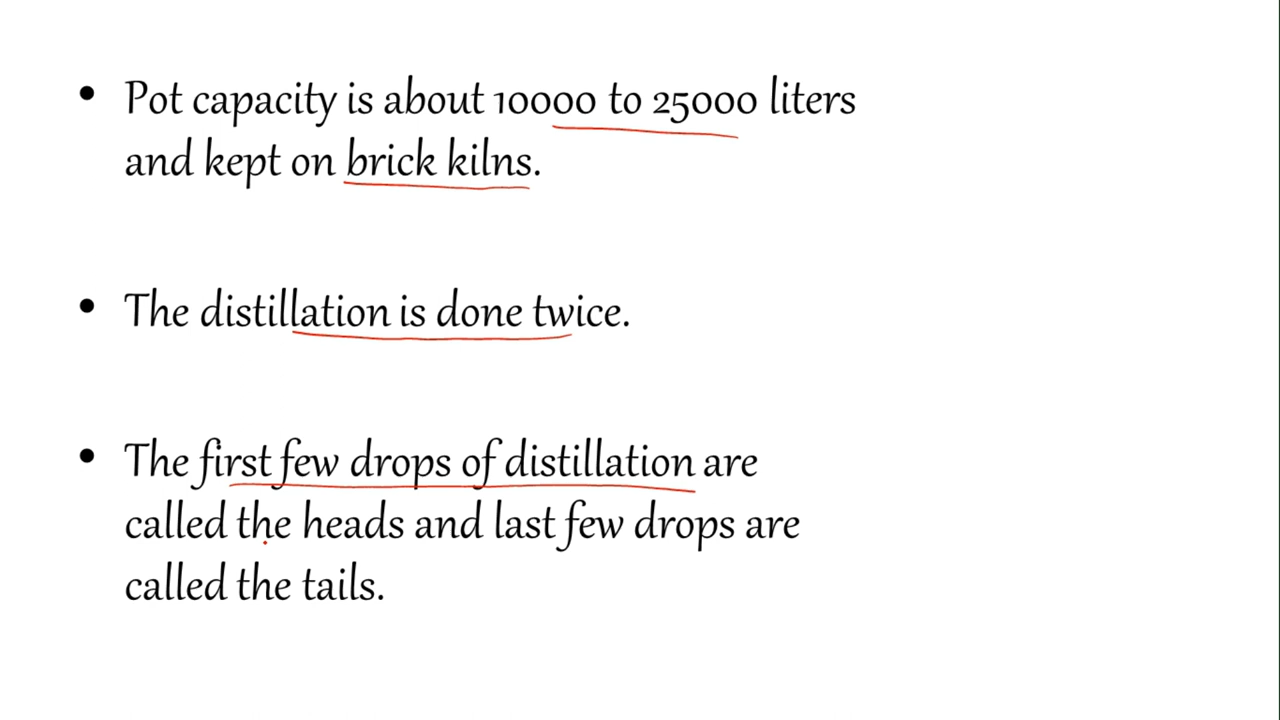 • Pot capacity is about 10000 to 25000 liters
and kept on brick kilns.
• The distillation is done twice.
• The first few drops of distillation are
called the heads and last few drops are
called the tails.